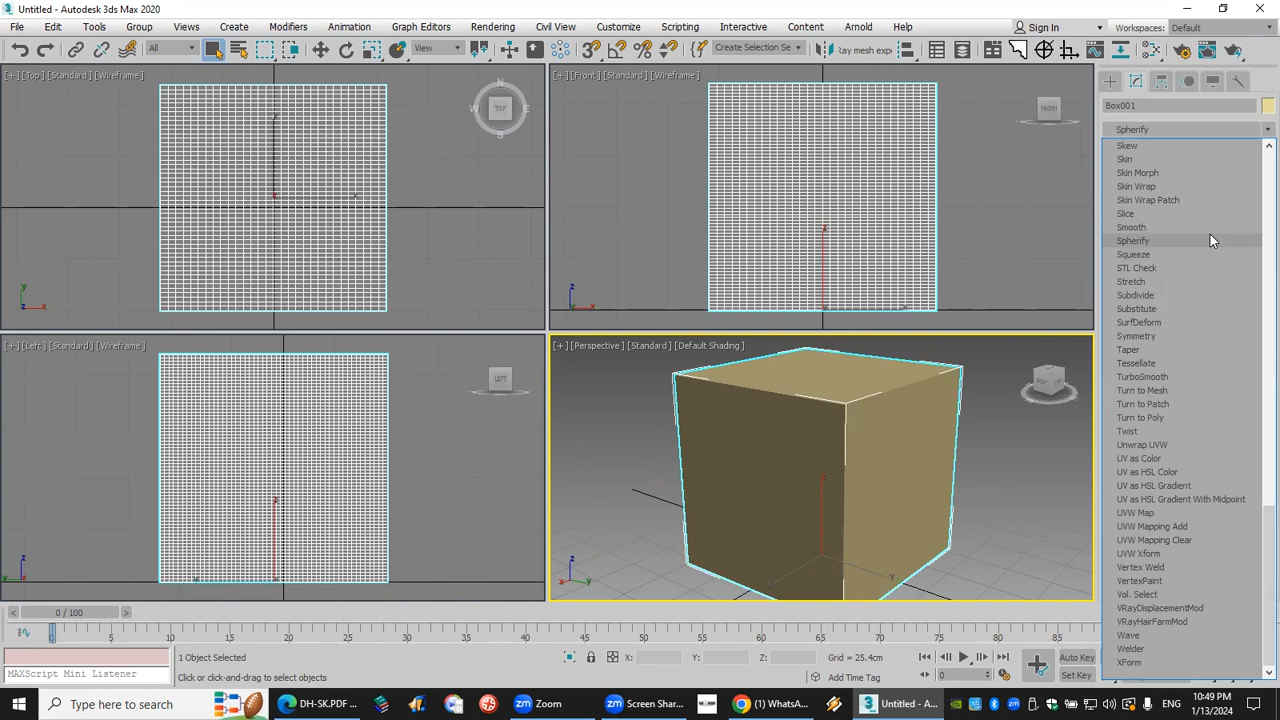 Untitled - Autodesk 3ds Max 2020
File Edit Tools Group Views Create Modifiers Animation Graph Editors Rendering Civil View Customize Scripting Interactive Content Arnold Help Sign In Workspaces: Default
All View Create Selection Se lay mesh exp
[+] [Top] [Standard] [Wireframe]
[+] [Front] [Standard] [Wireframe]
N
TOP
W E
S
FRONT
Box001
Spherify
Skew
Skin
Skin Morph
Skin Wrap
Skin Wrap Patch
Slice
Smooth
Spherify
Squeeze
STL Check
Stretch
Subdivide
Substitute
SurfDeform
Symmetry
Taper
Tessellate
TurboSmooth
Turn to Mesh
Turn to Patch
Turn to Poly
Twist
Unwrap UVW
UV as Color
UV as HSL Color
UV as HSL Gradient
UV as HSL Gradient With Midpoint
UVW Map
UVW Mapping Add
UVW Mapping Clear
UVW Xform
Vertex Weld
VertexPaint
Vol. Select
VRayDisplacementMod
VRayHairFarmMod
Wave
Welder
XForm
[+] [Left] [Standard] [Wireframe]
[+] [Perspective] [Standard] [Default Shading]
LEFT
0 / 100
0 5 10 15 20 25 30 35 40 45 50 55 60 65 70 75 80 85
1 Object Selected X: Y: Z: Grid = 25.4cm Auto Key
MAXScript Mini Listener Click or click-and-drag to select objects Add Time Tag 0 Set Key
Type here to search DH-SK.PDF - Zoom Screen Shar... (1) WhatsA... Untitled - A... ENG
10:49 PM
1/13/2024